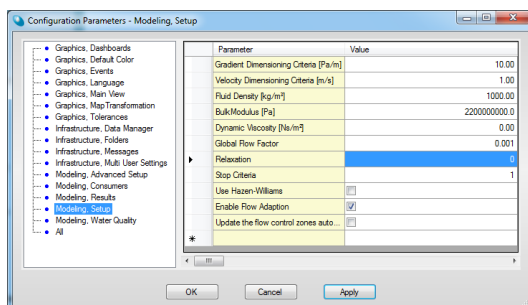 Configuration Parameters - Modeling, Setup
Graphics, Dashboards
Graphics, Default Color
Graphics, Events
Graphics, Language
Graphics, Main View
Graphics, MapTransformation
Graphics, Tolerances
Infrastructure, Data Manager
Infrastructure, Folders
Infrastructure, Messages
Infrastructure, Multi User Settings
Modeling, Advanced Setup
Modeling, Consumers
Modeling, Results
Modeling, Setup
Modeling, Water Quality
All
Parameter Value
Gradient Dimensioning Criteria [Pa/m] 10.00
Velocity Dimensioning Criteria [m/s] 1.00
Fluid Density [kg/m³] 1000.00
BulkModulus [Pa] 2200000000.0
Dynamic Viscosity [Ns/m²] 0.00
Global Flow Factor 0.001
Relaxation 0
Stop Criteria 1
Use Hazen-Williams
Enable Flow Adaption
Update the flow control zones auto...
OK Cancel Apply